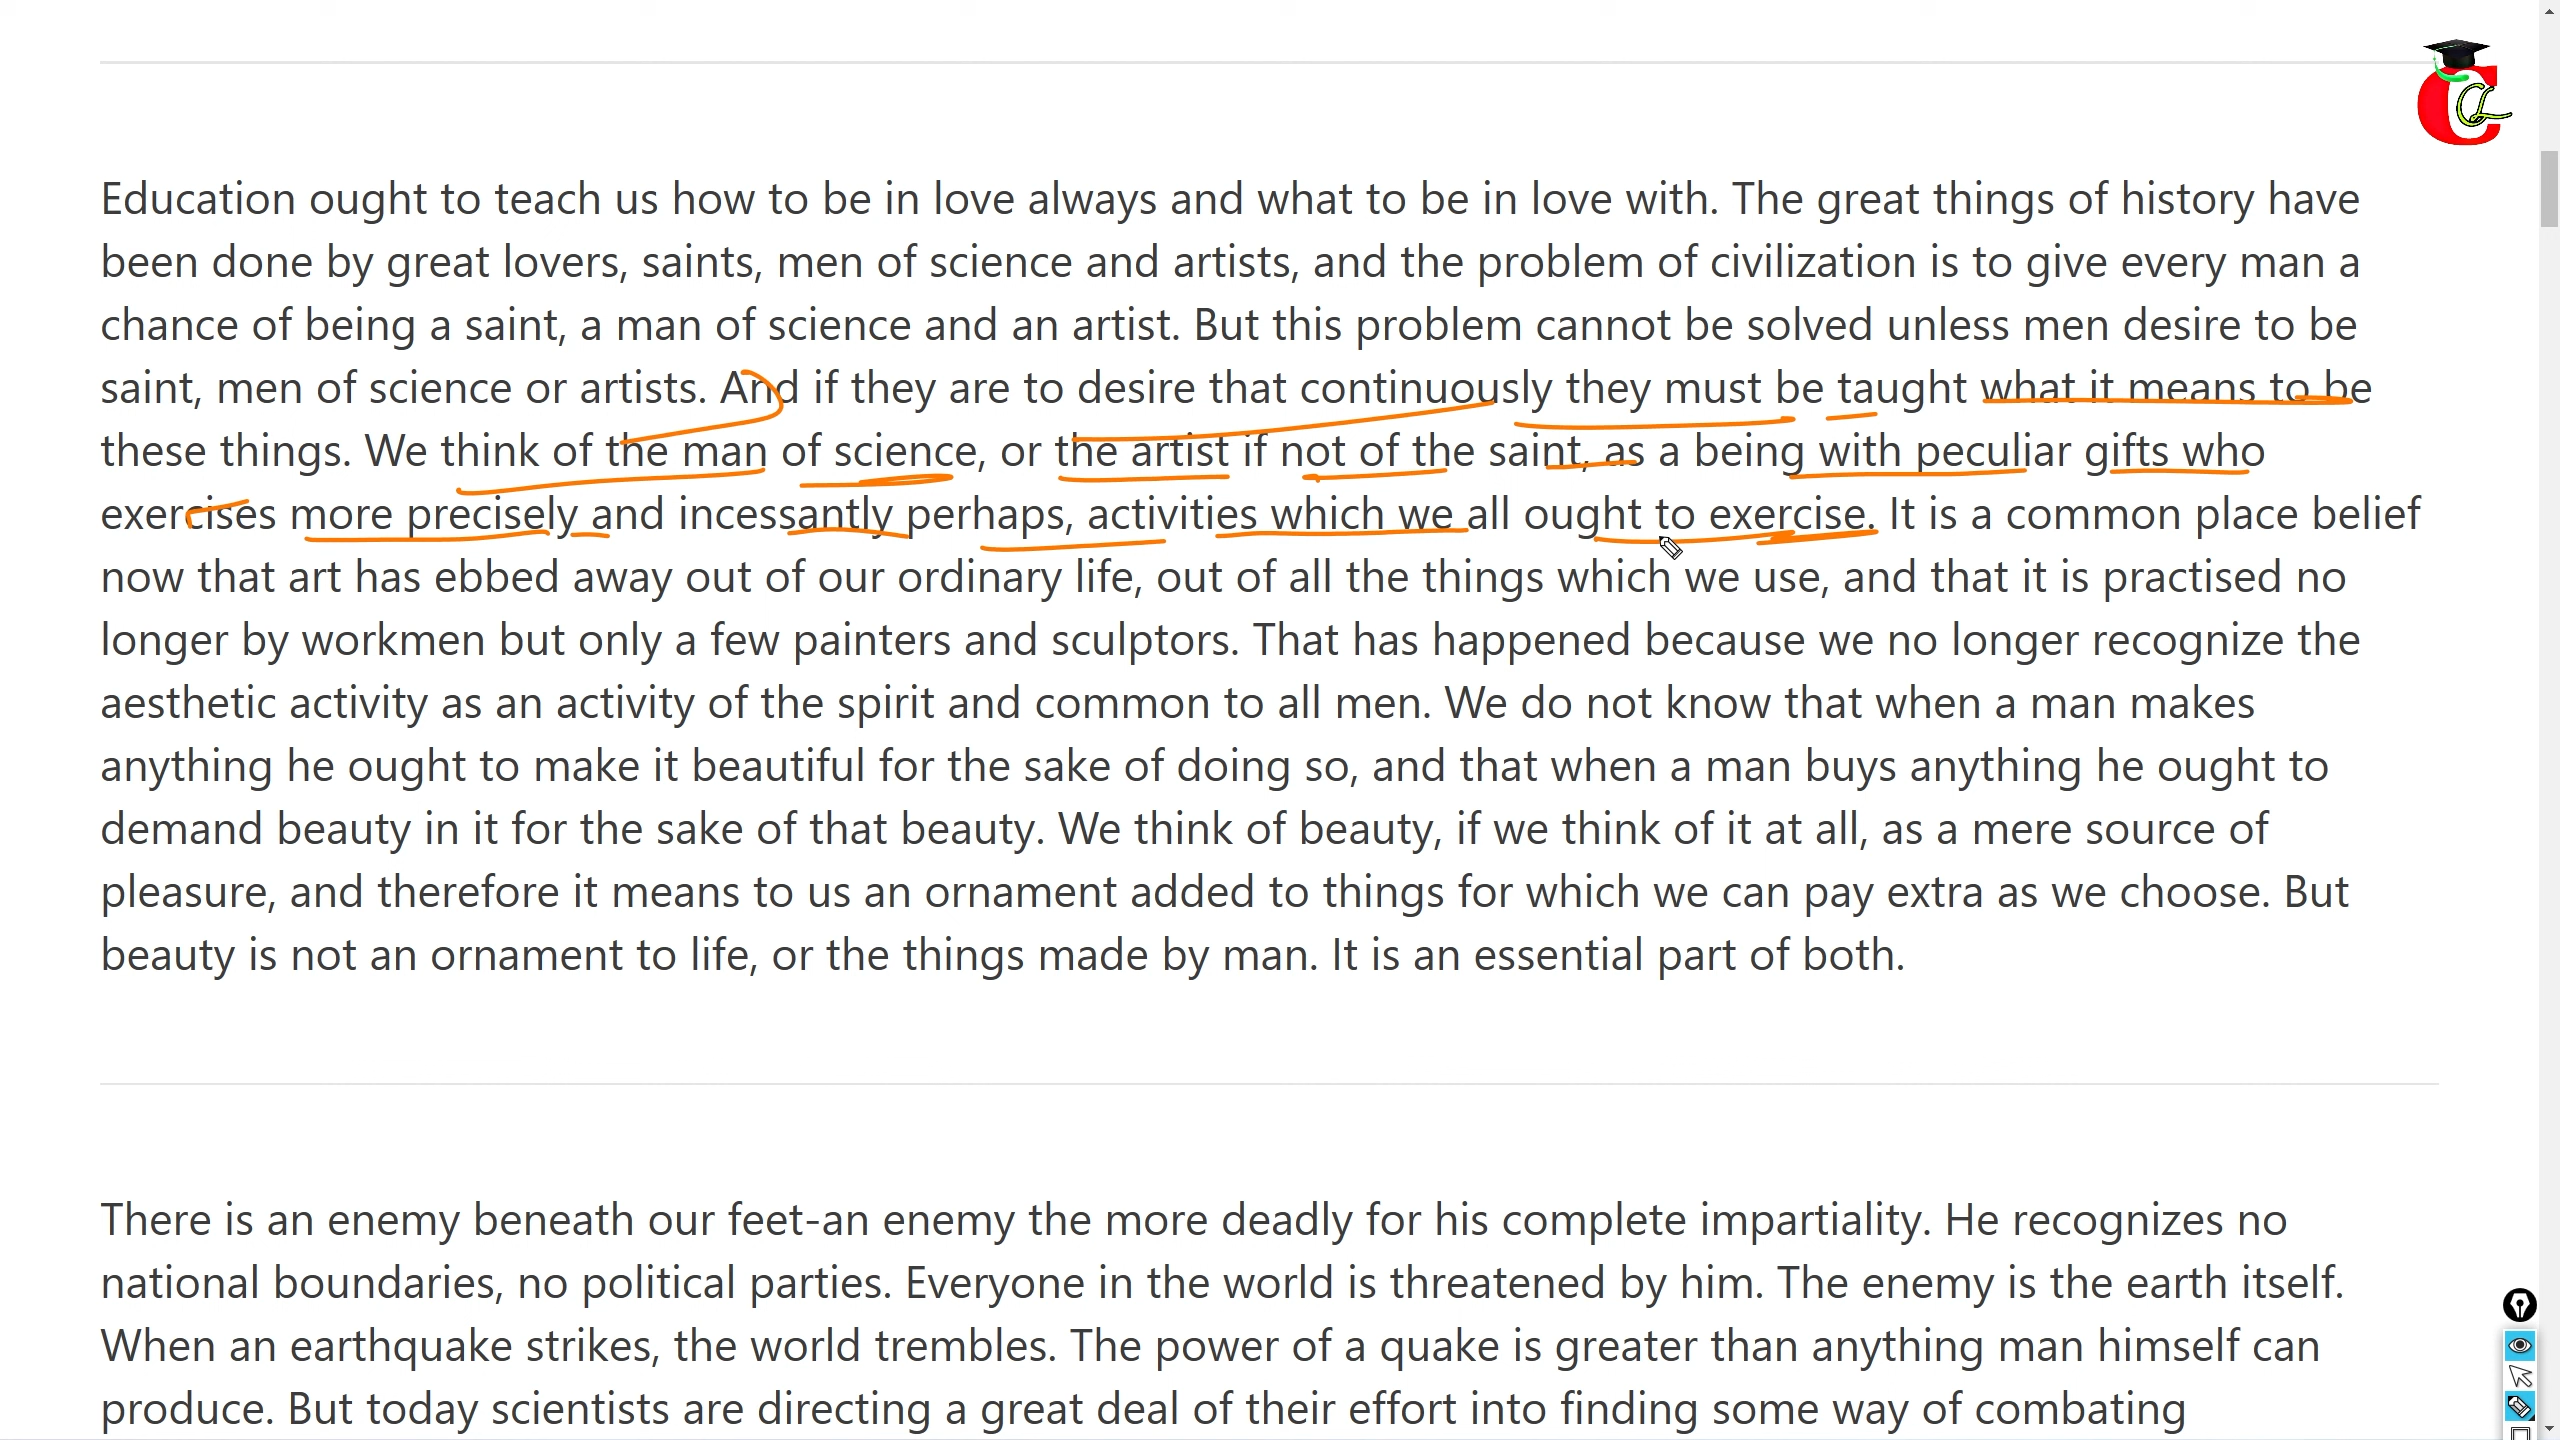 Education ought to teach us how to be in love always and what to be in love with. The great things of history have
been done by great lovers, saints, men of science and artists, and the problem of civilization is to give every man a
chance of being a saint, a man of science and an artist. But this problem cannot be solved unless men desire to be
saint, men of science or artists. And if they are to desire that continuously they must be taught what it means to be
these things. We think of the man of science, or the artist if not of the saint, as a being with peculiar gifts who
exercises more precisely and incessantly perhaps, activities which we all ought to exercise. It is a common place belief
now that art has ebbed away out of our ordinary life, out of all the things which we use, and that it is practised no
longer by workmen but only a few painters and sculptors. That has happened because we no longer recognize the
aesthetic activity as an activity of the spirit and common to all men. We do not know that when a man makes
anything he ought to make it beautiful for the sake of doing so, and that when a man buys anything he ought to
demand beauty in it for the sake of that beauty. We think of beauty, if we think of it at all, as a mere source of
pleasure, and therefore it means to us an ornament added to things for which we can pay extra as we choose. But
beauty is not an ornament to life, or the things made by man. It is an essential part of both.
There is an enemy beneath our feet-an enemy the more deadly for his complete impartiality. He recognizes no
national boundaries, no political parties. Everyone in the world is threatened by him. The enemy is the earth itself.
When an earthquake strikes, the world trembles. The power of a quake is greater than anything man himself can
produce. But today scientists are directing a great deal of their effort into finding some way of combating